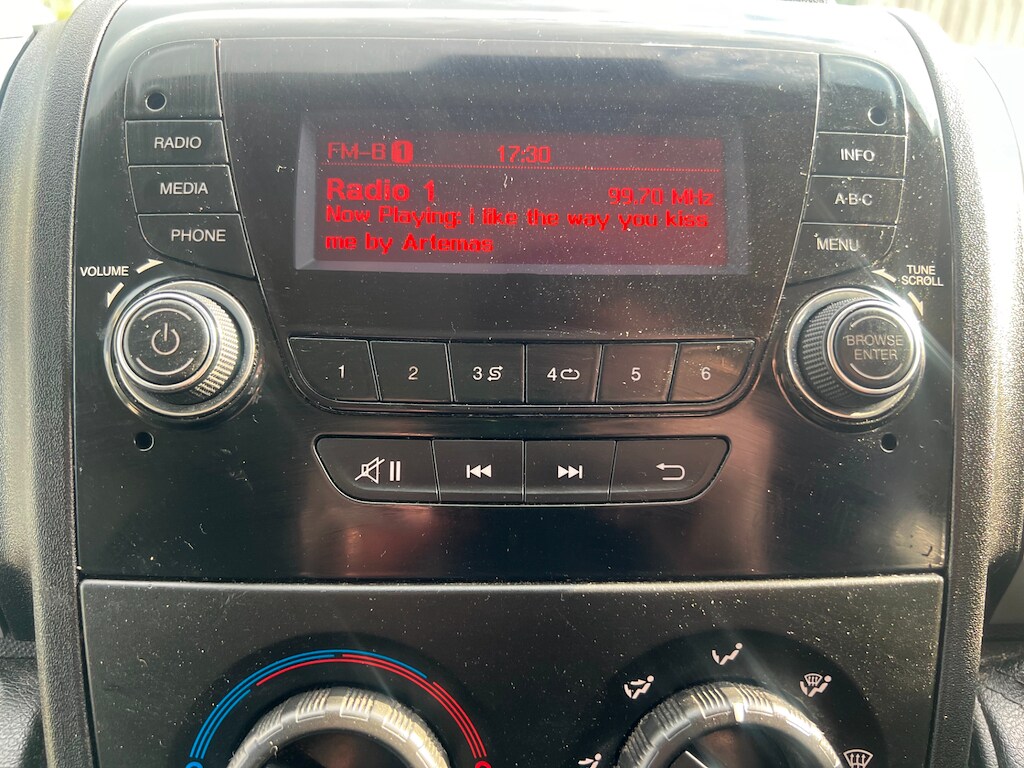 RADIO
MEDIA
PHONE
VOLUME
FM-B 1 17:30
Radio 1 99.70 MHz
Now Playing: i like the way you kiss
me by Artemas
INFO
A·B·C
MENU
TUNE
SCROLL
BROWSE
ENTER
1 2 3 4 5 6